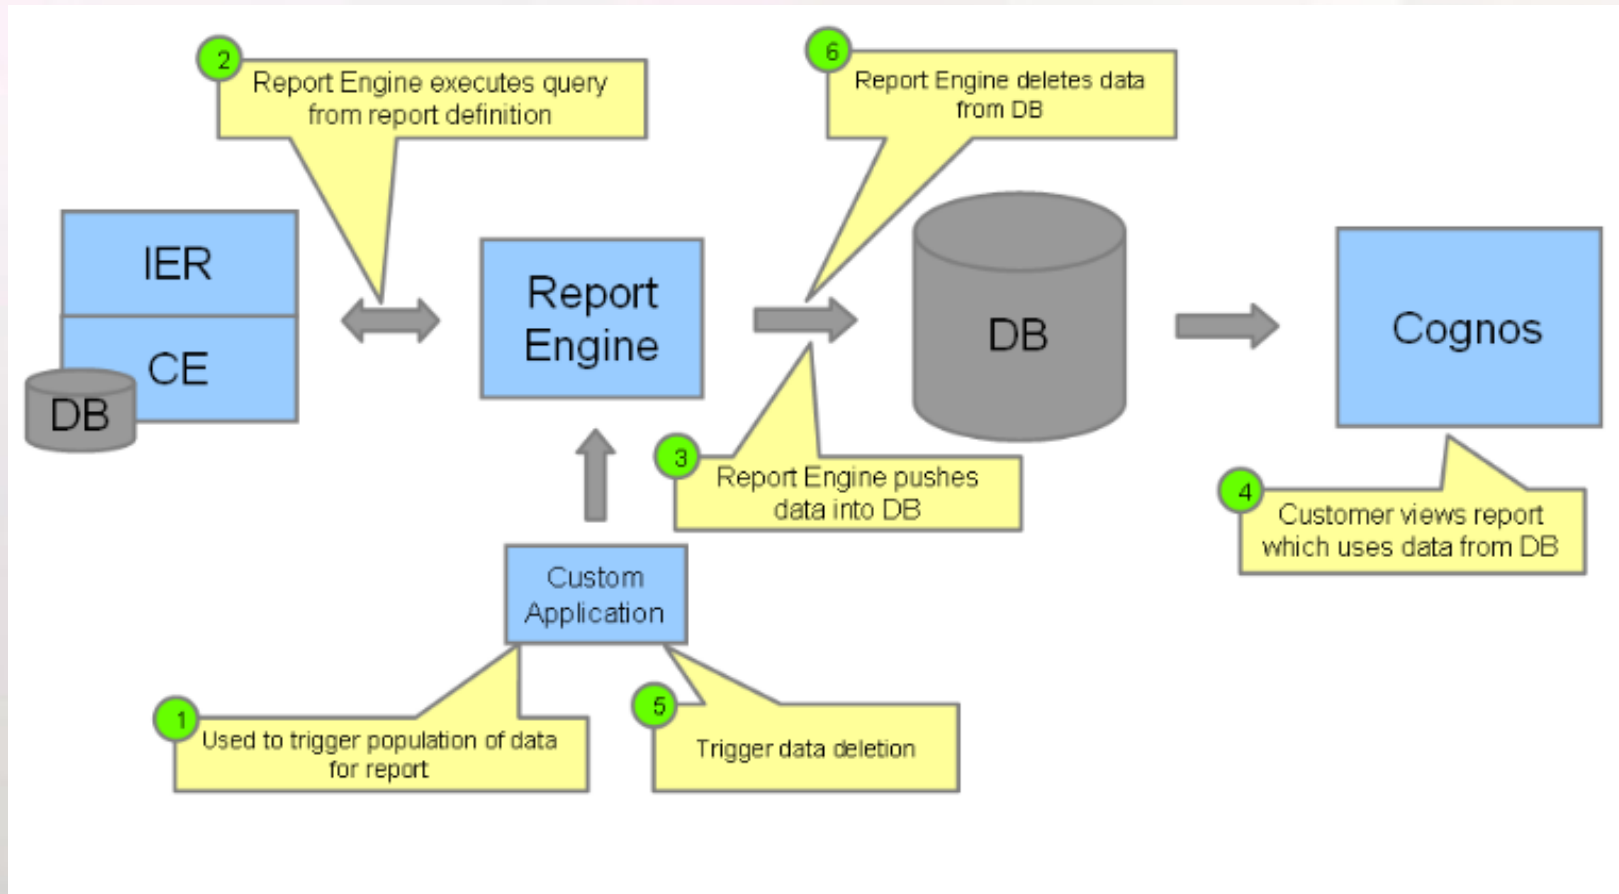 2
Report Engine executes query
from report definition
6
Report Engine deletes data
from DB
IER
CE
DB
Report
Engine
DB
Cognos
3
Report Engine pushes
data into DB
4
Customer views report
which uses data from DB
Custom
Application
1
Used to trigger population of data
for report
5
Trigger data deletion